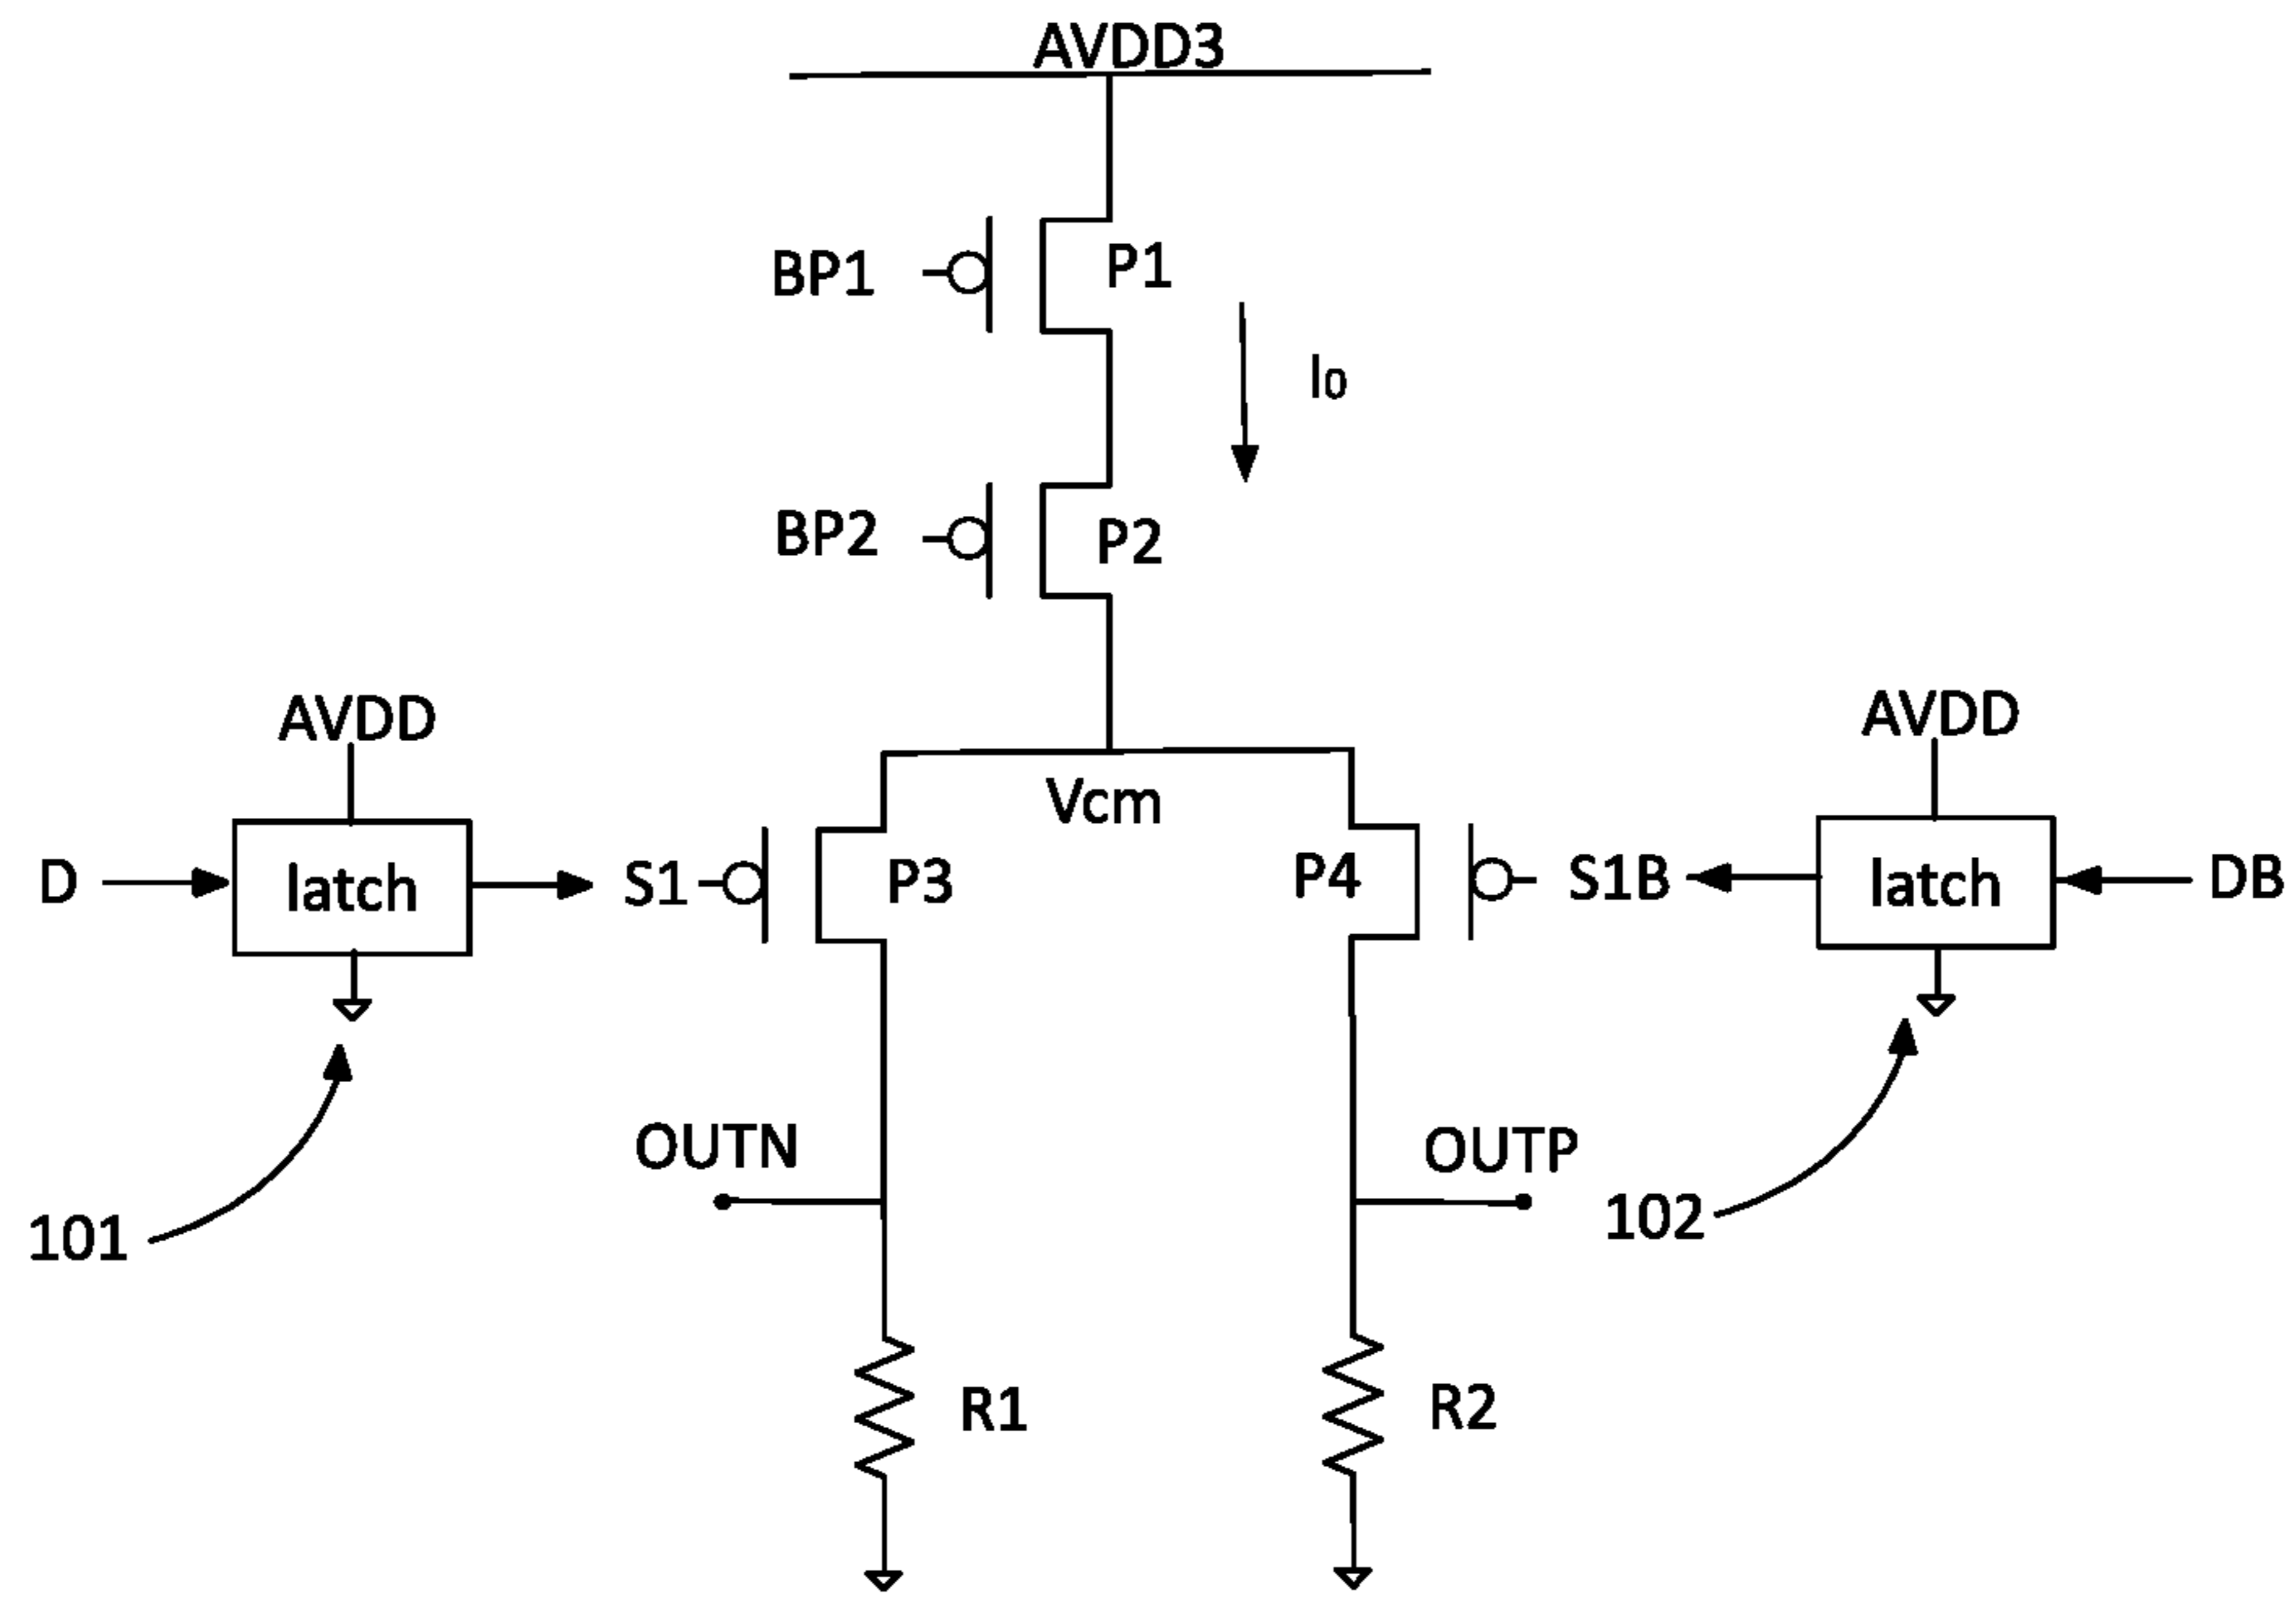 AVDD3
BP1
P1
I0
BP2
P2
AVDD
AVDD
Vcm
D
latch
S1
P3
P4
S1B
latch
DB
OUTN
OUTP
101
102
R1
R2